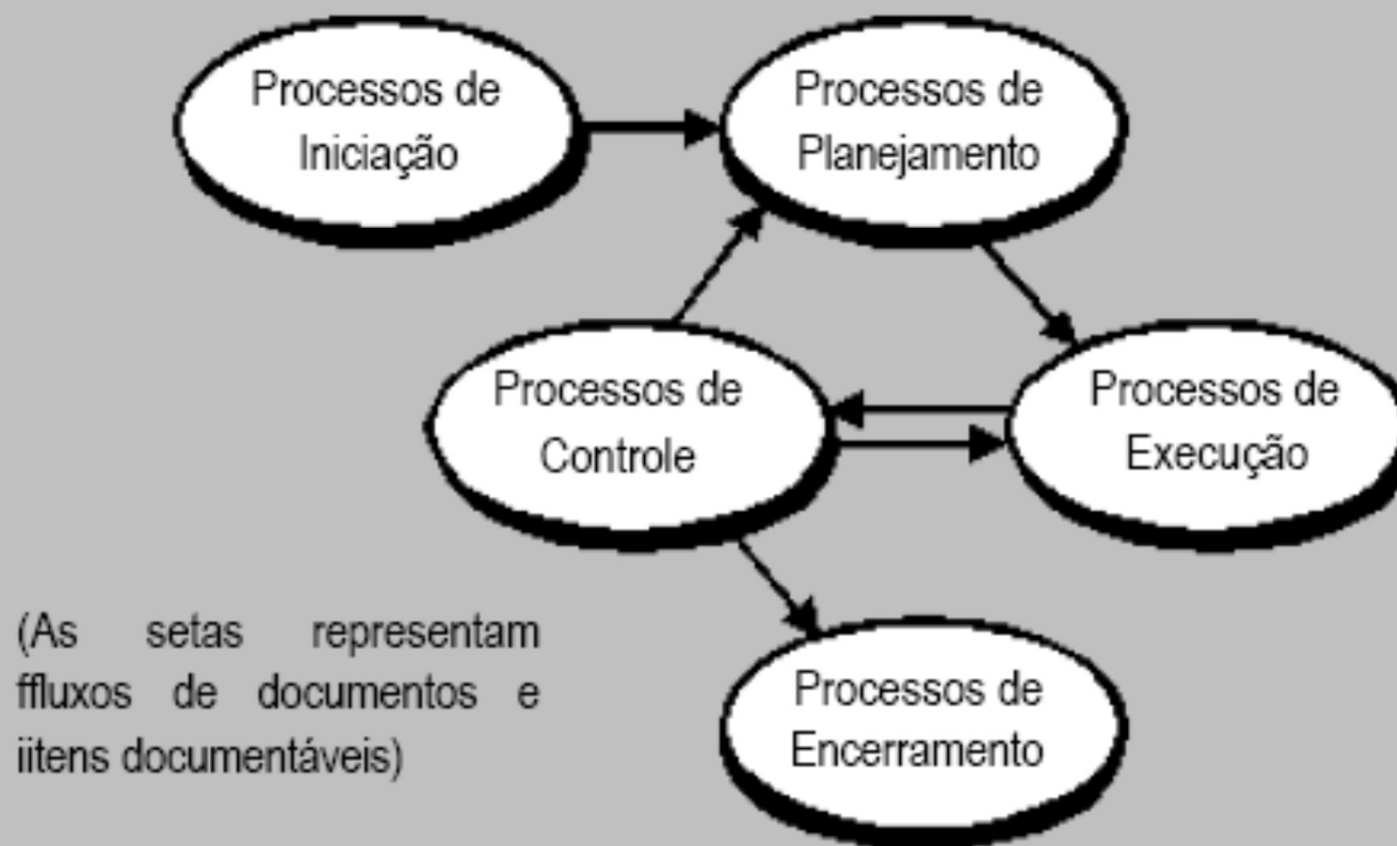 Processos de
Iniciação
Processos de
Planejamento
Processos de
Controle
Processos de
Execução
(As setas representam
ffluxos de documentos e
iitens documentáveis)
Processos de
Encerramento